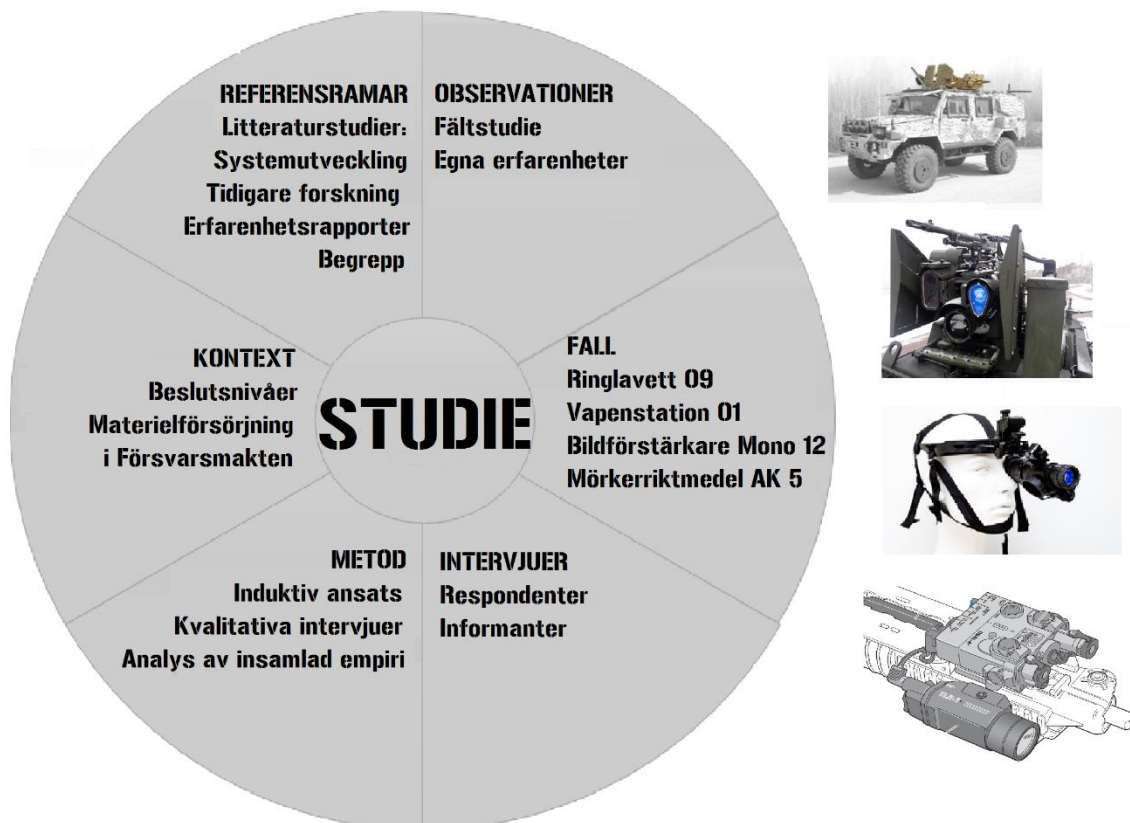 REFERENSRAMAR
Litteraturstudier:
Systemutveckling
Tidigare forskning
Erfarenhetsrapporter
Begrepp
OBSERVATIONER
Fältstudie
Egna erfarenheter
KONTEXT
Beslutsnivåer
Materielförsörjning
i Försvarsmakten
STUDIE
FALL
Ringlavett 09
Vapenstation 01
Bildförstärkare Mono 12
Mörkerriktmedel AK 5
METOD
Induktiv ansats
Kvalitativa intervjuer
Analys av insamlad empiri
INTERVJUER
Respondenter
Informanter